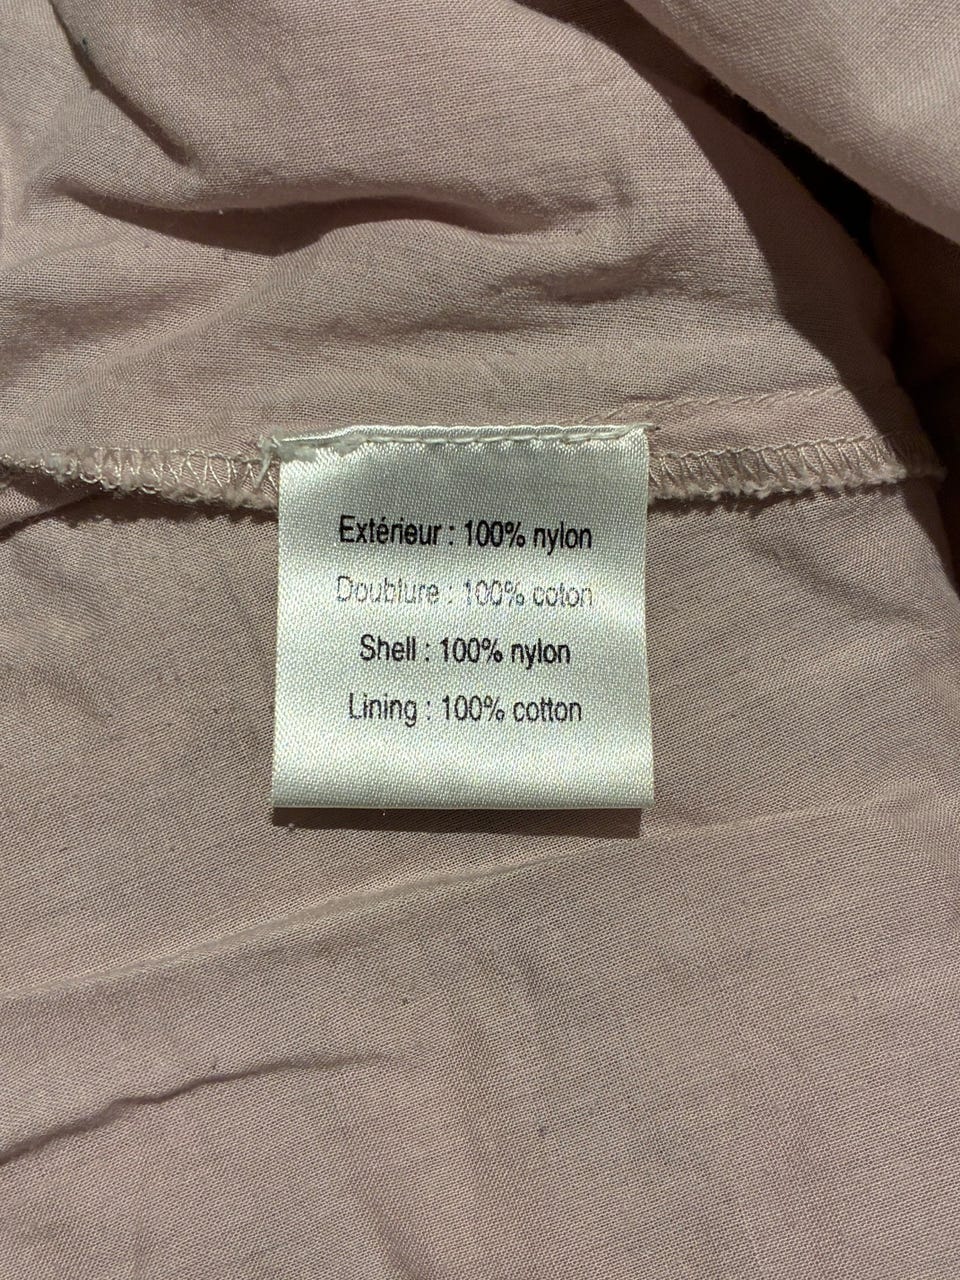 Extérieur : 100% nylon
Doublure : 100% coton
Shell : 100% nylon
Lining : 100% cotton